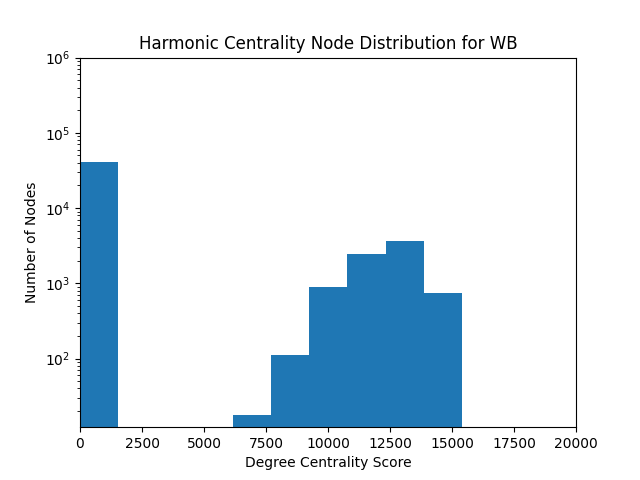 Harmonic Centrality Node Distribution for WB
10^6
10^5
10^4
10^3
10^2
Number of Nodes
0 2500 5000 7500 10000 12500 15000 17500 20000
Degree Centrality Score